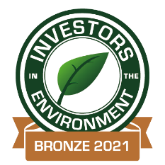 INVESTORS
IN THE
ENVIRONMENT
BRONZE 2021